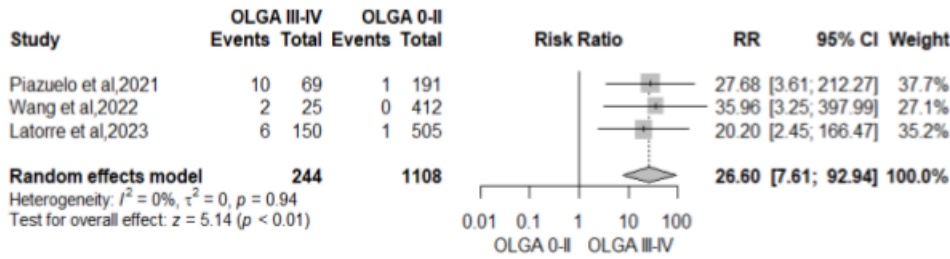 OLGA III-IV OLGA 0-II
Study Events Total Events Total Risk Ratio RR 95% CI Weight
Piazuelo et al,2021 10 69 1 191 27.68 [3.61; 212.27] 37.7%
Wang et al,2022 2 25 0 412 35.96 [3.25; 397.99] 27.1%
Latorre et al,2023 6 150 1 505 20.20 [2.45; 166.47] 35.2%
Random effects model 244 1108 26.60 [7.61; 92.94] 100.0%
Heterogeneity: I² = 0%, τ² = 0, p = 0.94
Test for overall effect: z = 5.14 (p < 0.01)
0.01 0.1 1 10 100
OLGA 0-II OLGA III-IV